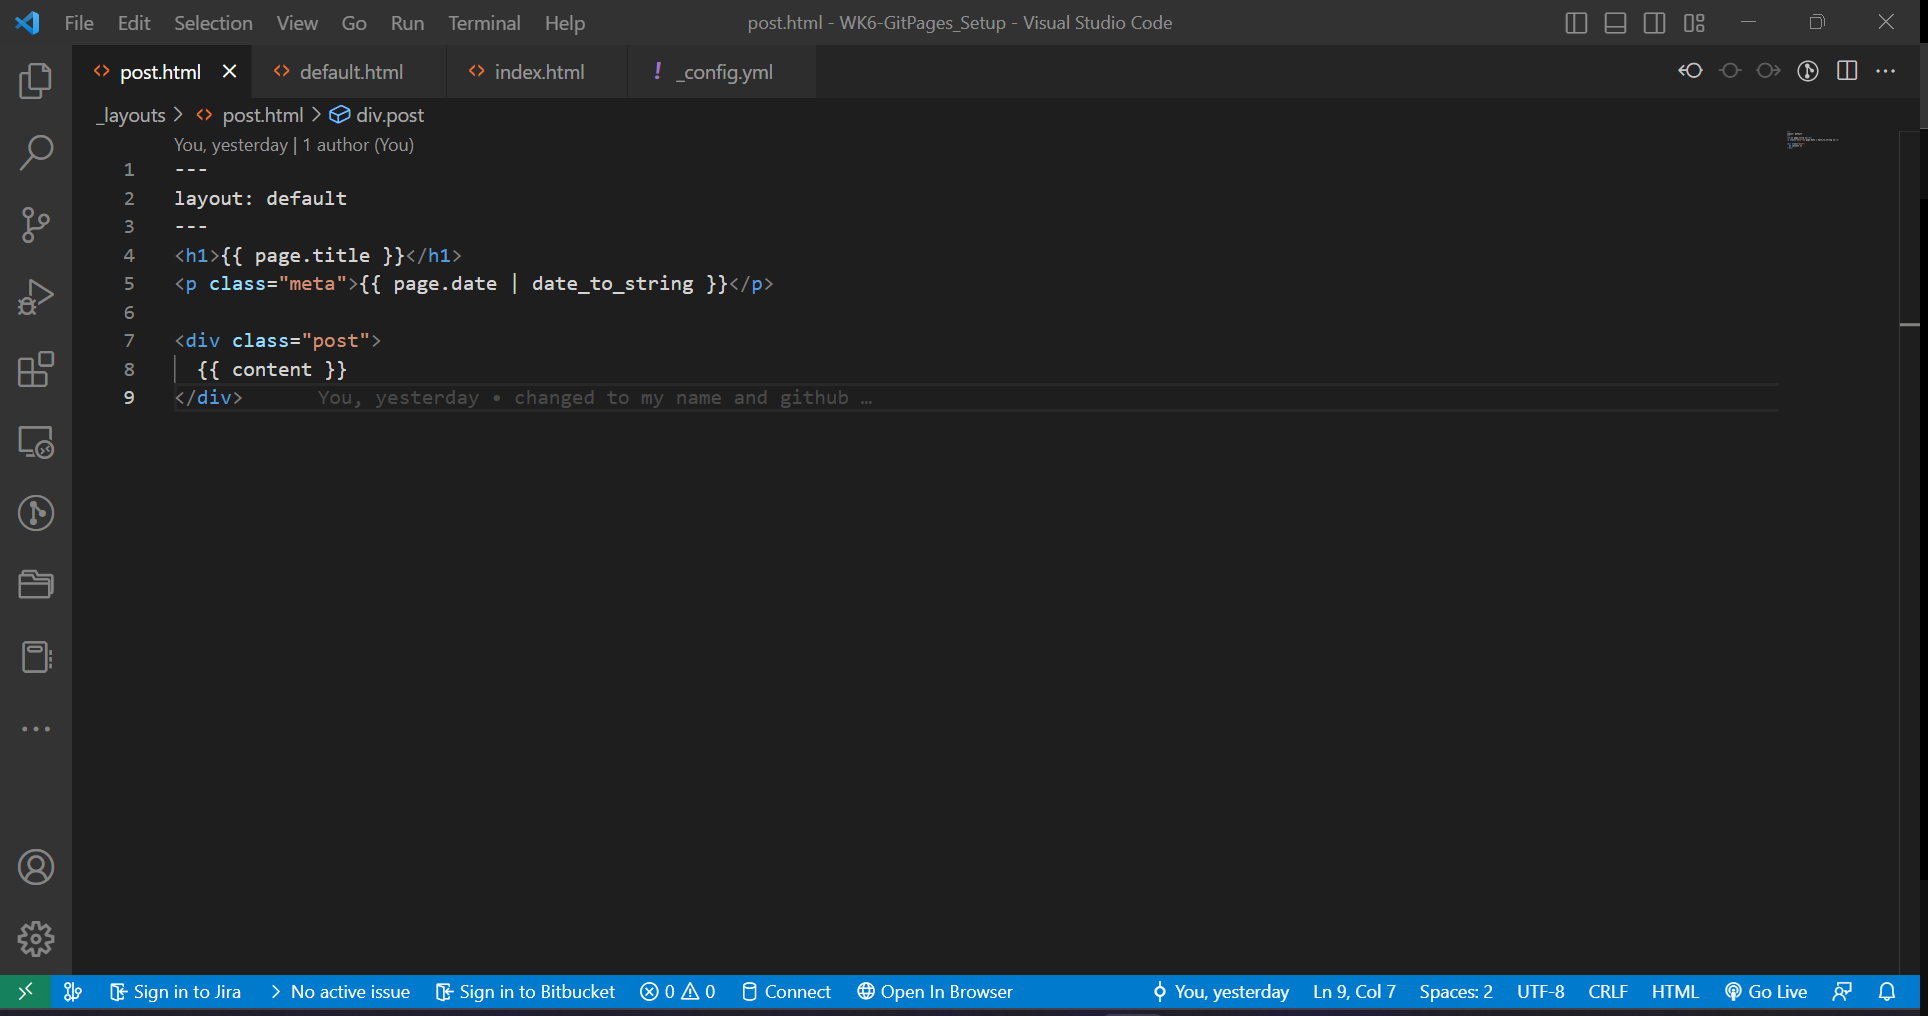 File Edit Selection View Go Run Terminal Help post.html - WK6-GitPages_Setup - Visual Studio Code
post.html default.html index.html ! _config.yml
_layouts > post.html > div.post
You, yesterday | 1 author (You)
1 ---
2 layout: default
3 ---
4 <h1>{{ page.title }}</h1>
5 <p class="meta">{{ page.date | date_to_string }}</p>
6
7 <div class="post">
8 {{ content }}
9 </div> You, yesterday • changed to my name and github …
Sign in to Jira No active issue Sign in to Bitbucket 0 0 Connect Open In Browser You, yesterday Ln 9, Col 7 Spaces: 2 UTF-8 CRLF HTML Go Live